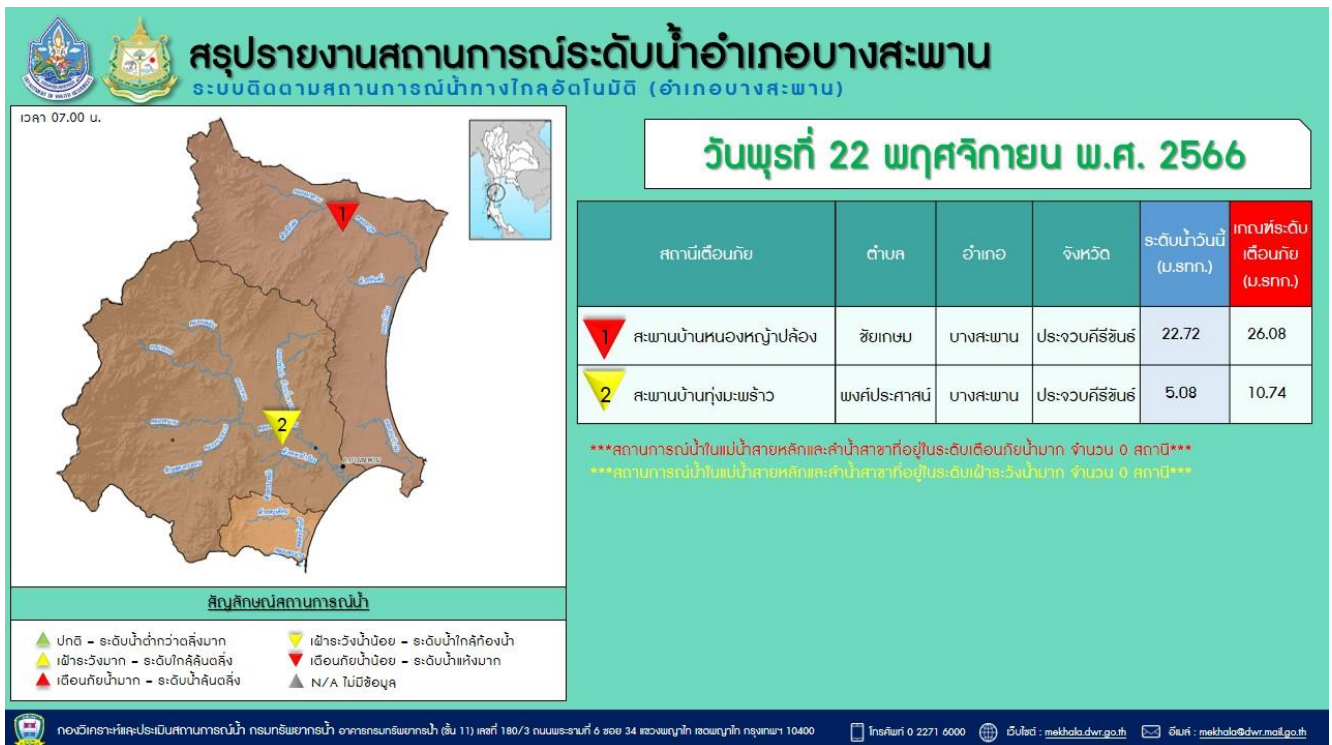 สรุปรายงานสถานการณ์ระดับน้ำอำเภอบางสะพาน
ระบบติดตามสถานการณ์น้ำทางไกลอัตโนมัติ (อำเภอบางสะพาน)
เวลา 07.00 น.
วันพุธที่ 22 พฤศจิกายน พ.ศ. 2566
สถานีเตือนภัย ตำบล อำเภอ จังหวัด ระดับน้ำวันนี้ (ม.รทก.) เกณฑ์ระดับเตือนภัย (ม.รทก.)
1 สะพานบ้านหนองหญ้าปล้อง ชัยเกษม บางสะพาน ประจวบคีรีขันธ์ 22.72 26.08
2 สะพานบ้านทุ่งมะพร้าว พงศ์ประศาสน์ บางสะพาน ประจวบคีรีขันธ์ 5.08 10.74
***สถานการณ์น้ำในแม่น้ำสายหลักและลำน้ำสาขาที่อยู่ในระดับเตือนภัยน้ำมาก จำนวน 0 สถานี***
***สถานการณ์น้ำในแม่น้ำสายหลักและลำน้ำสาขาที่อยู่ในระดับเฝ้าระวังน้ำมาก จำนวน 0 สถานี***
1
2
สัญลักษณ์สถานการณ์น้ำ
ปกติ - ระดับน้ำต่ำกว่าตลิ่งมาก
เฝ้าระวังมาก - ระดับใกล้ล้นตลิ่ง
เตือนภัยน้ำมาก - ระดับน้ำล้นตลิ่ง
เฝ้าระวังน้ำน้อย - ระดับน้ำใกล้ท้องน้ำ
เตือนภัยน้ำน้อย - ระดับน้ำแห้งมาก
N/A ไม่มีข้อมูล
กองวิเคราะห์และประเมินสถานการณ์น้ำ กรมทรัพยากรน้ำ อาคารกรมทรัพยากรน้ำ (ชั้น 11) เลขที่ 180/3 ถนนพระรามที่ 6 ซอย 34 แขวงพญาไท เขตพญาไท กรุงเทพฯ 10400 โทรศัพท์ 0 2271 6000 เว็บไซต์ : mekhala.dwr.go.th อีเมล์ : mekhala@dwr.mail.go.th